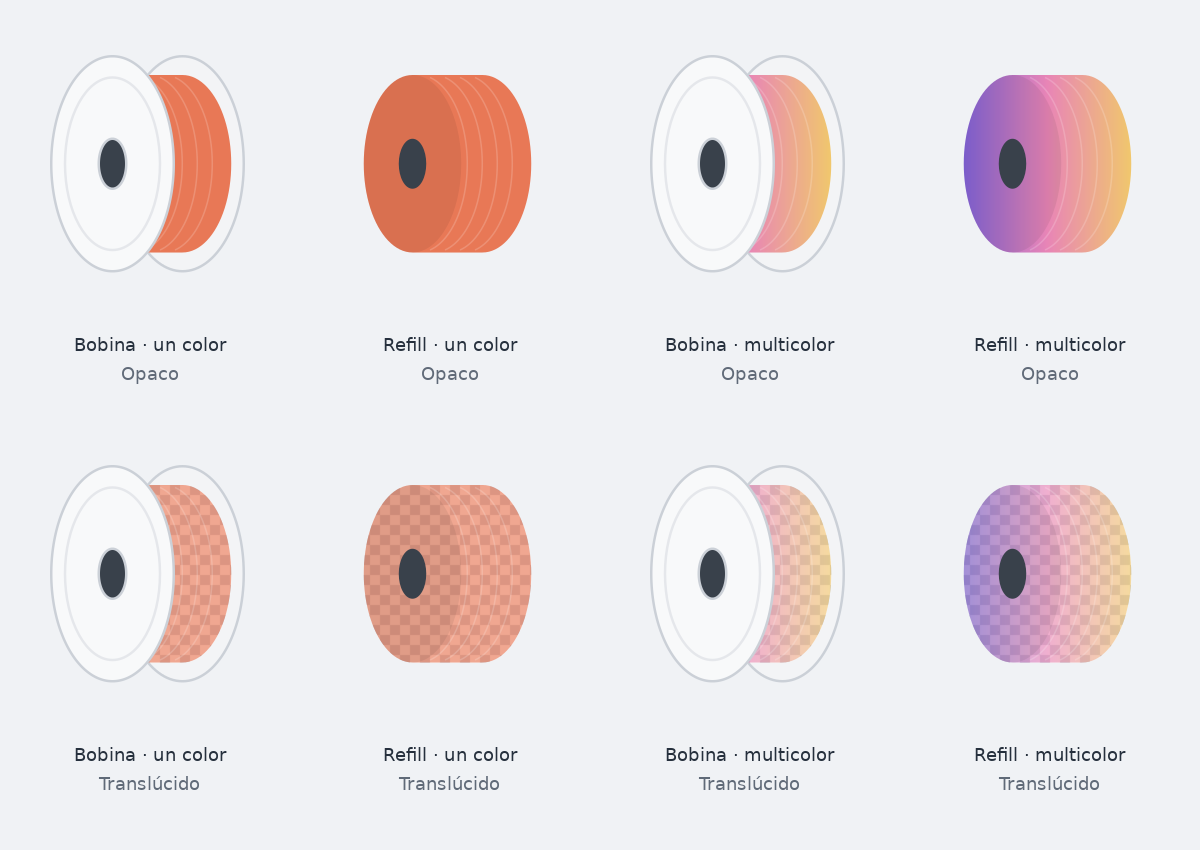 Bobina · un color
Opaco
Refill · un color
Opaco
Bobina · multicolor
Opaco
Refill · multicolor
Opaco
Bobina · un color
Translúcido
Refill · un color
Translúcido
Bobina · multicolor
Translúcido
Refill · multicolor
Translúcido